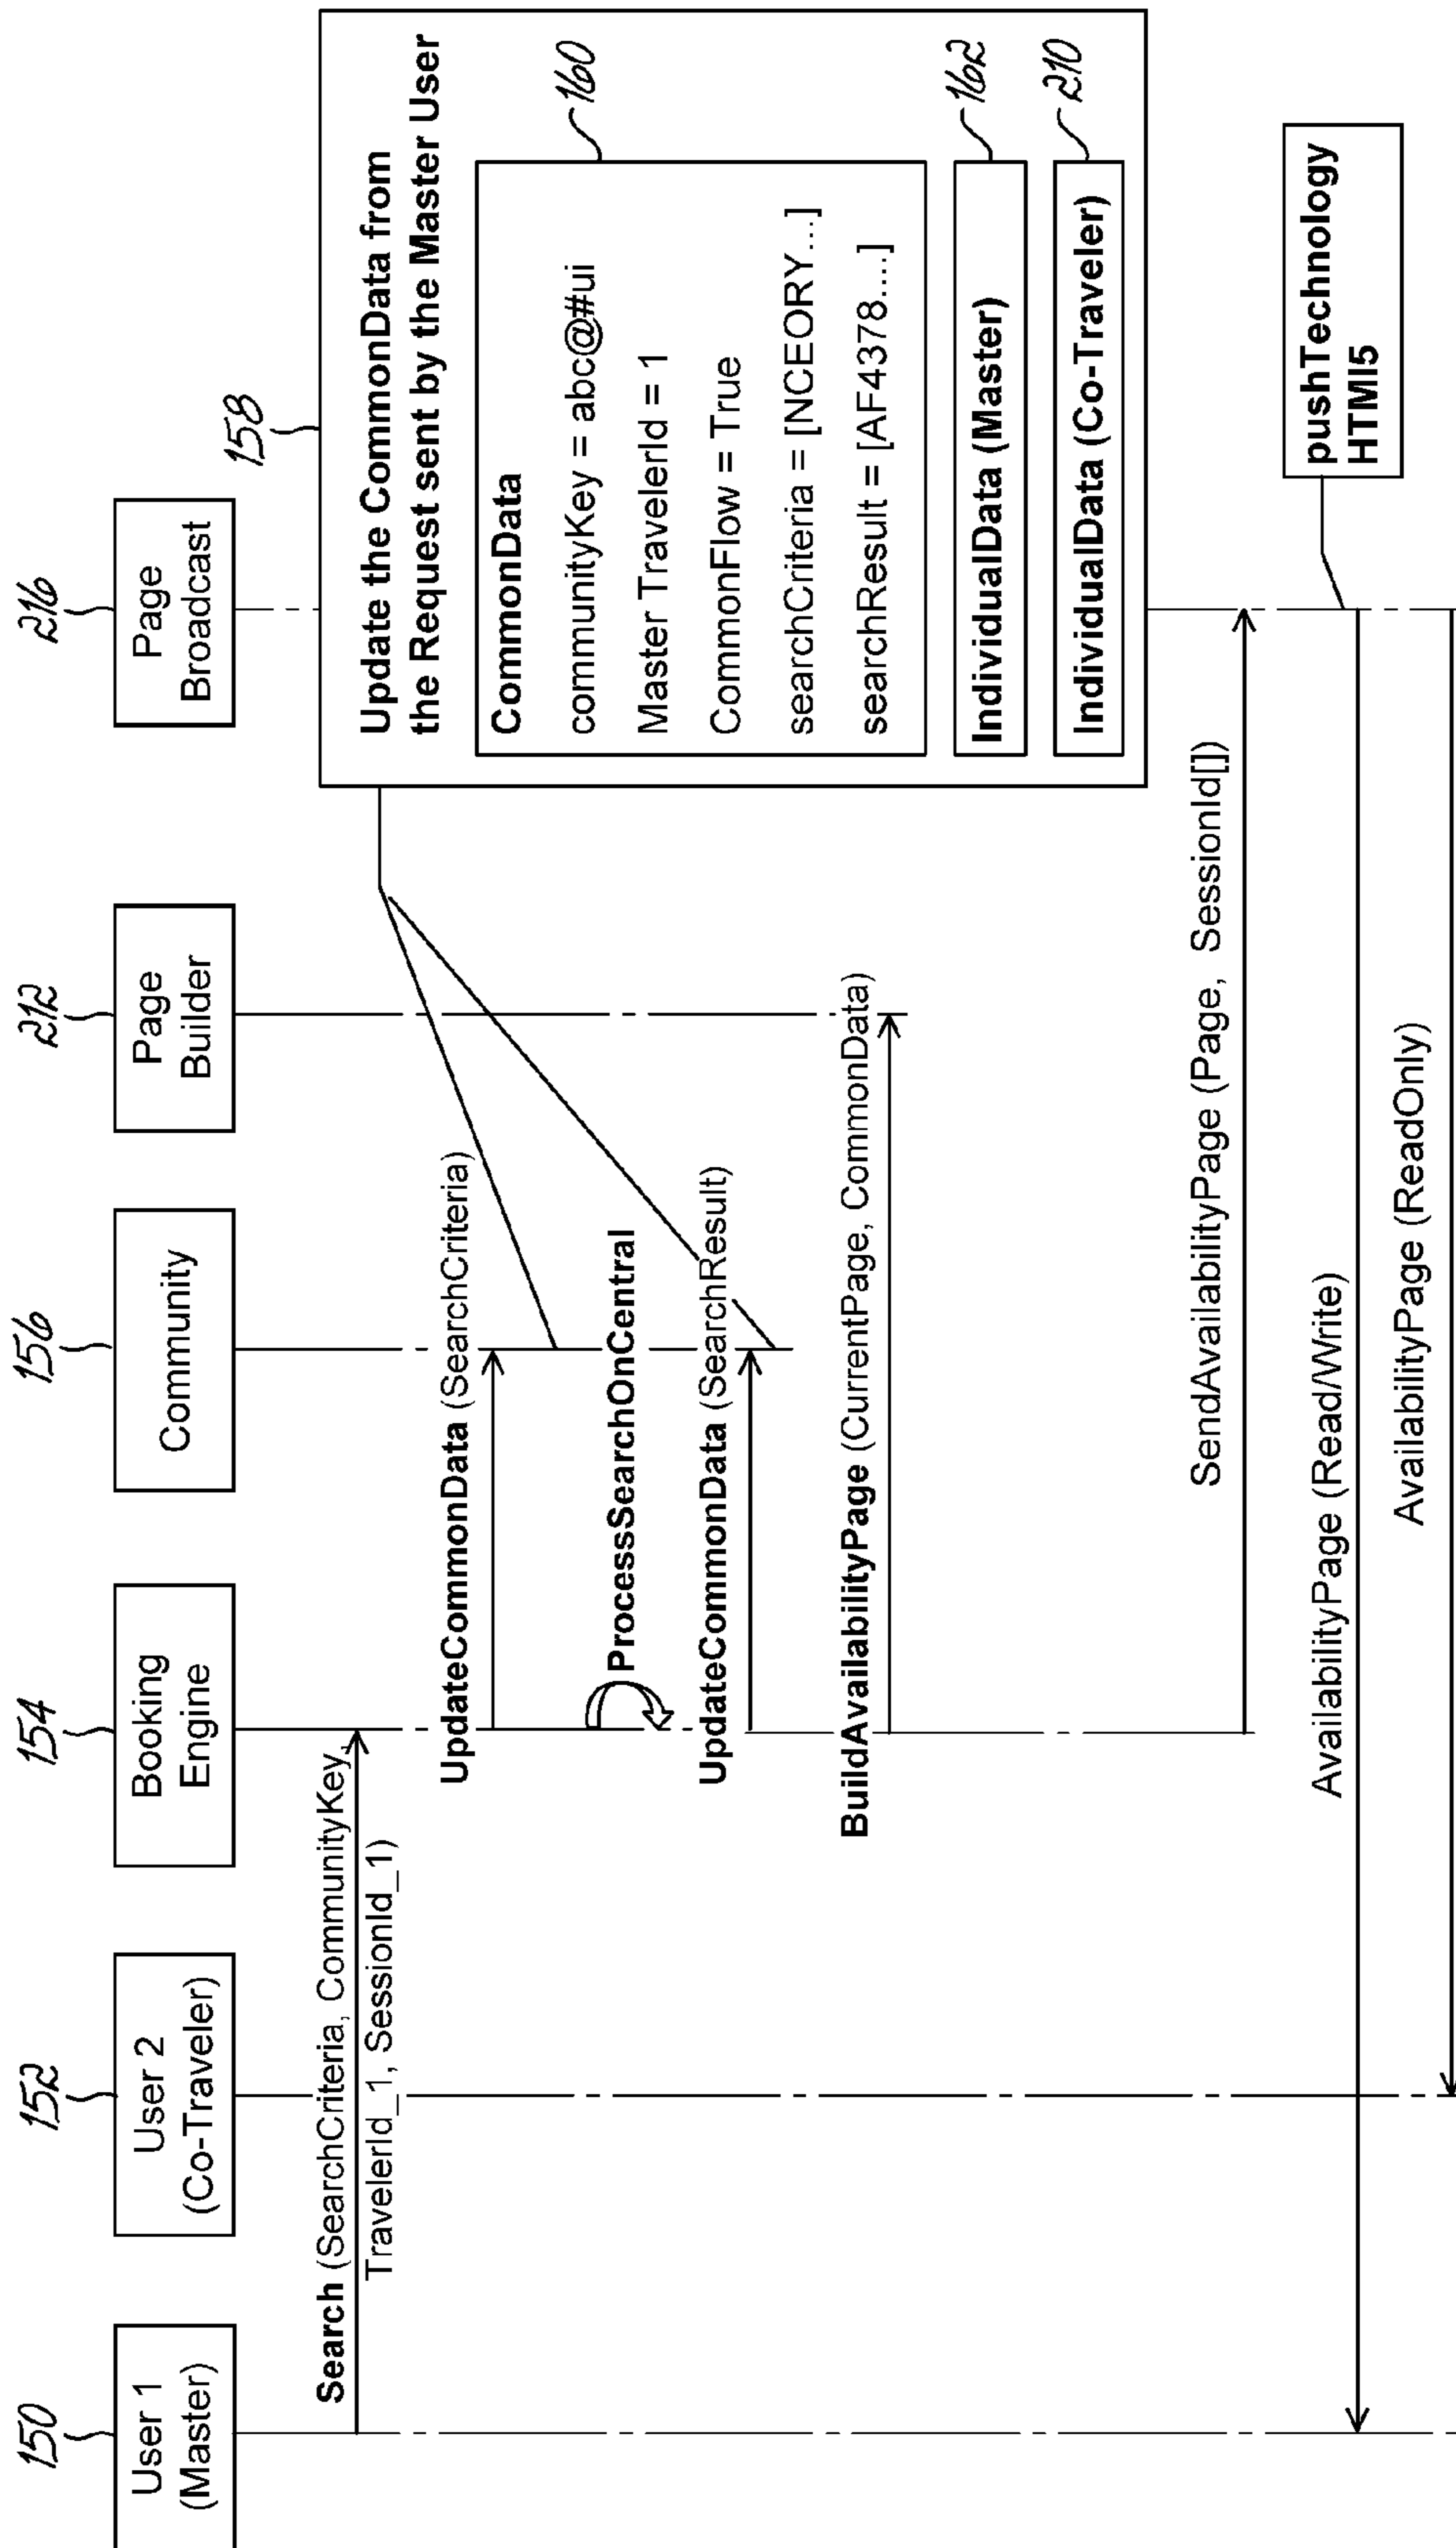 150
152
154
156
212
216
User 1
(Master)
User 2
(Co-Traveler)
Booking
Engine
Community
Page
Builder
Page
Broadcast
158
Search (SearchCriteria, CommunityKey,
TravelerId_1, SessionId_1)
UpdateCommonData (SearchCriteria)
ProcessSearchOnCentral
UpdateCommonData (SearchResult)
BuildAvailabilityPage (CurrentPage, CommonData)
Update the CommonData from
the Request sent by the Master User
CommonData
160
communityKey = abc@#ui
Master TravelerId = 1
CommonFlow = True
searchCriteria = [NCEORY...]
searchResult = [AF4378....]
IndividualData (Master)
162
IndividualData (Co-Traveler)
210
SendAvailabilityPage (Page, SessionId[])
pushTechnology
HTMl5
AvailabilityPage (Read/Write)
AvailabilityPage (ReadOnly)